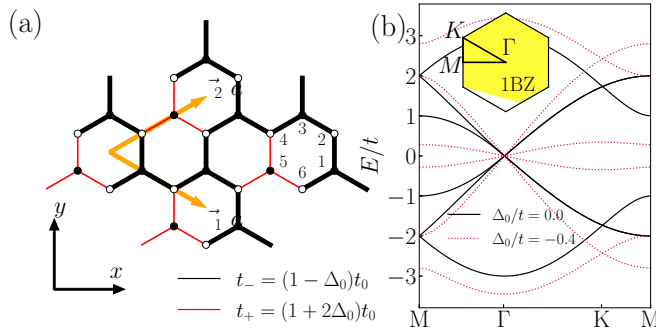 (a)
→
2 a
3
4 2
5 1
6
→
1 a
y
x
t₋ = (1 − Δ₀)t₀
t₊ = (1 + 2Δ₀)t₀
(b)
E/t
3
2
1
0
−1
−2
−3
K
Γ
M
1BZ
Δ₀/t = 0.0
Δ₀/t = −0.4
M Γ K M